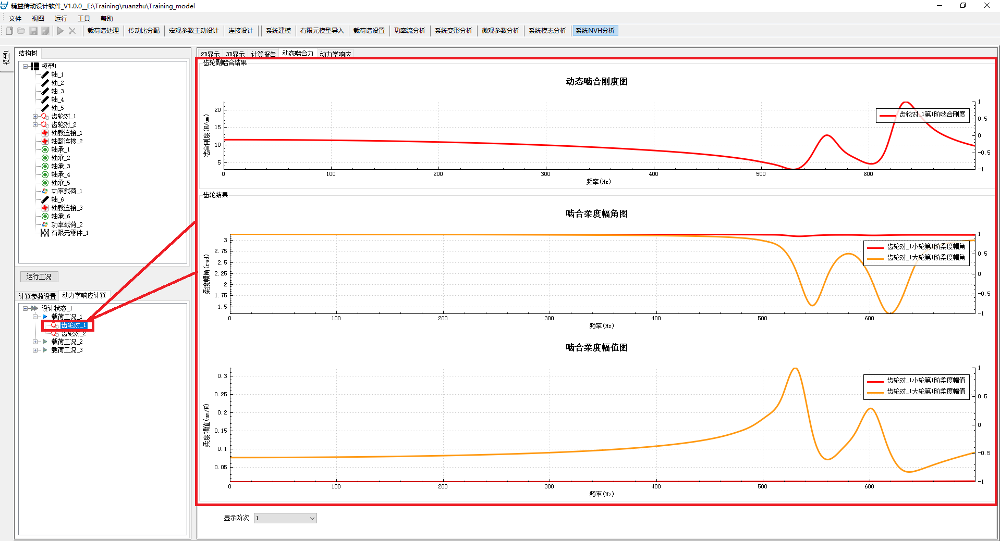 精益传动设计软件_V1.0.0__E:\Training\ruanzhu\Training_model
文件 视图 运行 工具 帮助
载荷谱处理 传动比分配 宏观参数主动设计 连接设计 系统建模 有限元模型导入 载荷谱设置 功率流分析 系统变形分析 微观参数分析 系统模态分析 系统NVH分析
模型1
结构树
模型1
轴_1
轴_2
轴_3
轴_4
轴_5
齿轮对_1
齿轮对_2
轴毂连接_1
轴毂连接_2
轴承_1
轴承_2
轴承_3
轴承_4
轴承_5
功率载荷_1
轴_6
轴毂连接_3
轴承_6
功率载荷_2
有限元零件_1
运行工况
计算参数设置 动力学响应计算
设计状态_1
载荷工况_1
齿轮对_1
齿轮对_2
载荷工况_2
载荷工况_3
2D显示 3D显示 计算报告 动态啮合力 动力学响应
齿轮副啮合结果
动态啮合刚度图
啮合刚度(N/um)
20
15
10
5
0 100 200 300 400 500 600
频率(Hz)
齿轮对_1第1阶啮合刚度
1
0.5
0
-0.5
-1
齿轮结果
啮合柔度幅角图
柔度幅角(rad)
3
2.75
2.5
2.25
2
1.75
1.5
0 100 200 300 400 500 600
频率(Hz)
齿轮对_1小轮第1阶柔度幅角
齿轮对_1大轮第1阶柔度幅角
1
0.5
0
-0.5
-1
啮合柔度幅值图
柔度幅值(um/N)
0.3
0.25
0.2
0.15
0.1
0.05
0 100 200 300 400 500 600
频率(Hz)
齿轮对_1小轮第1阶柔度幅值
齿轮对_1大轮第1阶柔度幅值
1
0.5
0
-0.5
-1
显示阶次 1